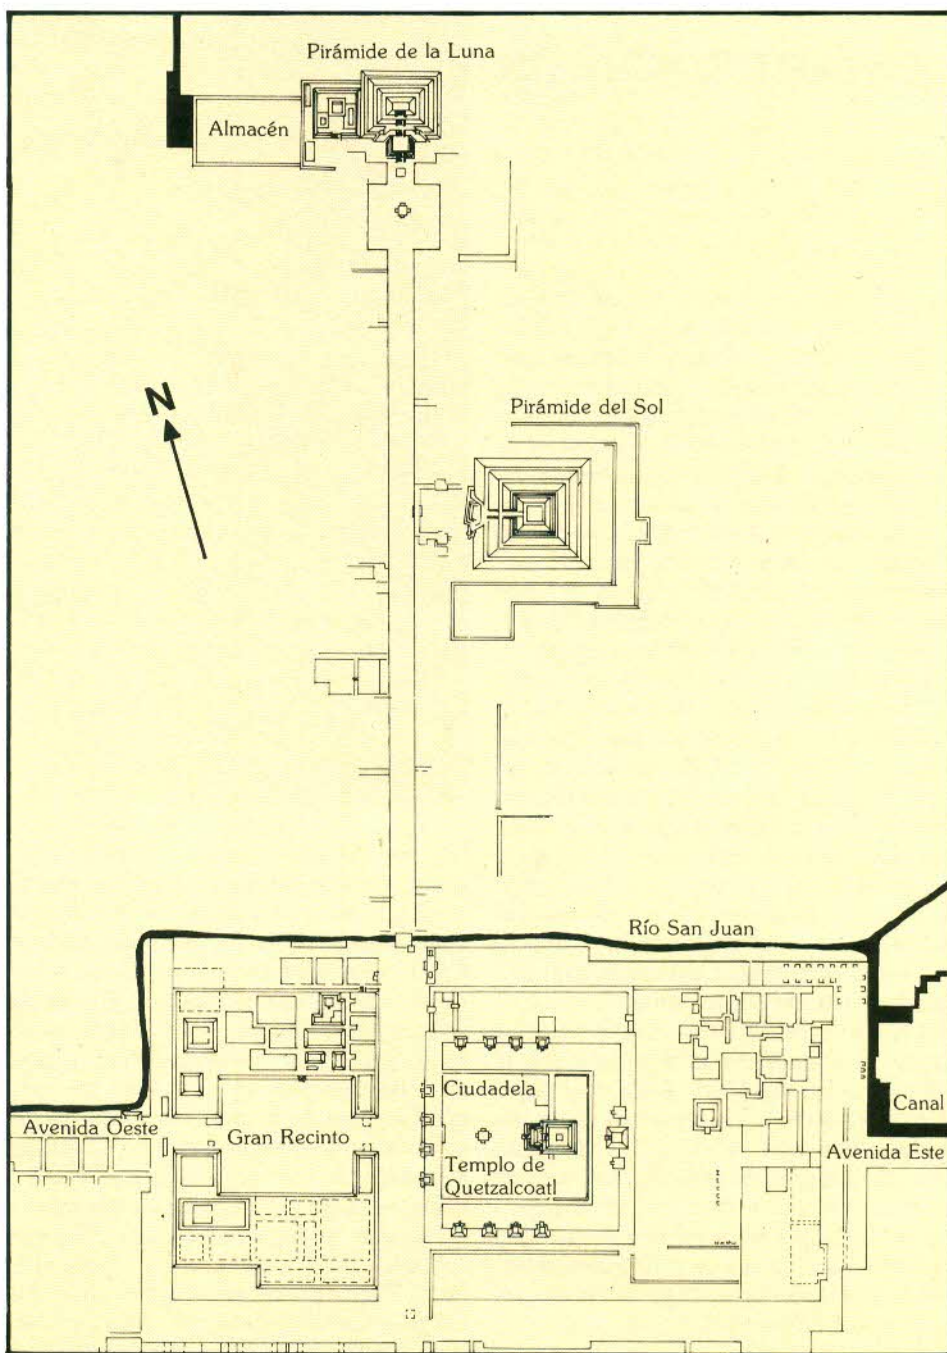 Pirámide de la Luna
Almacén
N
Pirámide del Sol
Río San Juan
Ciudadela
Canal
Avenida Oeste
Gran Recinto
Avenida Este
Templo de
Quetzalcoatl